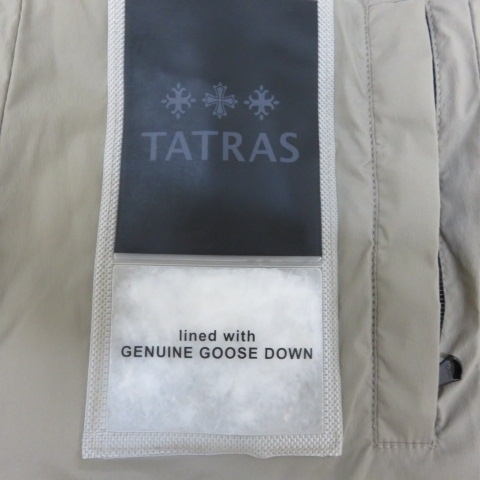 TATRAS
lined with
GENUINE GOOSE DOWN